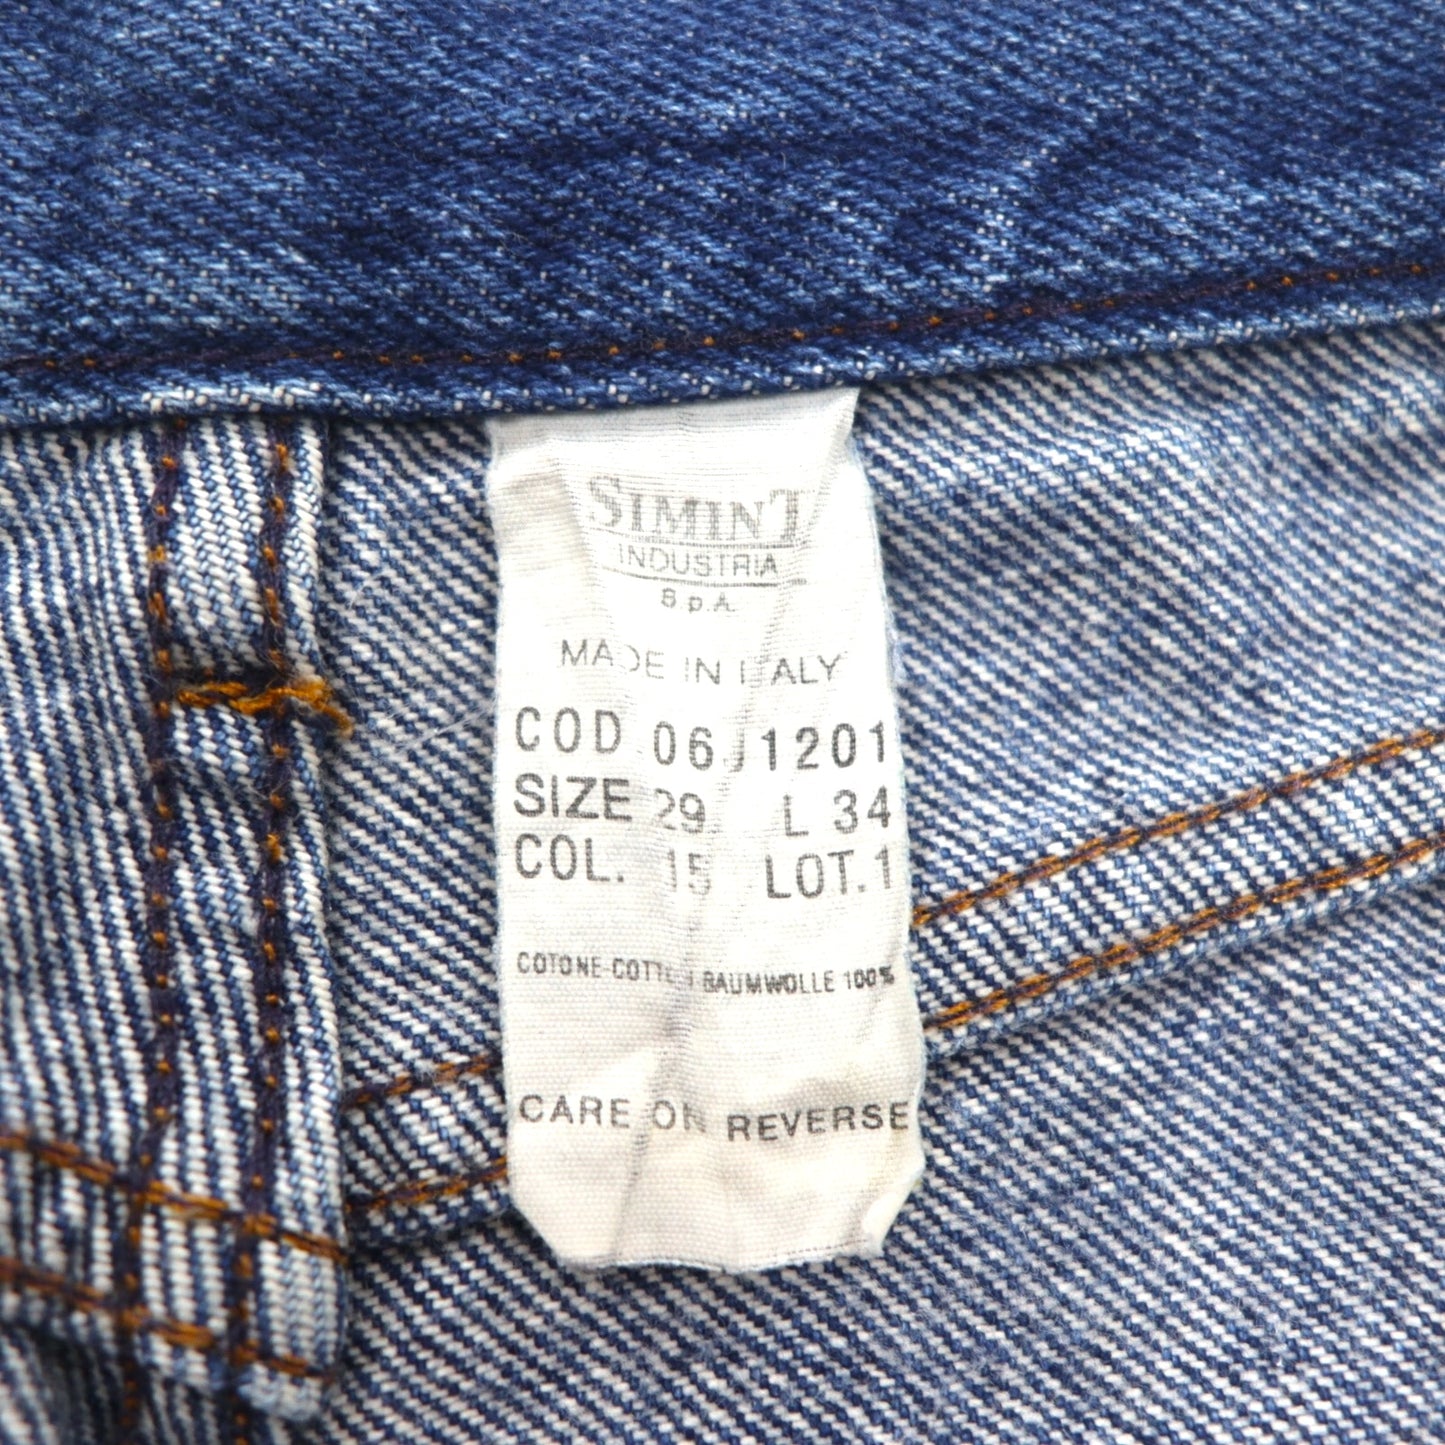 SIMINT
INDUSTRIA
S.p.A.
MADE IN ITALY
COD 06J1201
SIZE 29. L 34
COL. 15 LOT. 1
COTONE-COTTON BAUMWOLLE 100%
CARE ON REVERSE